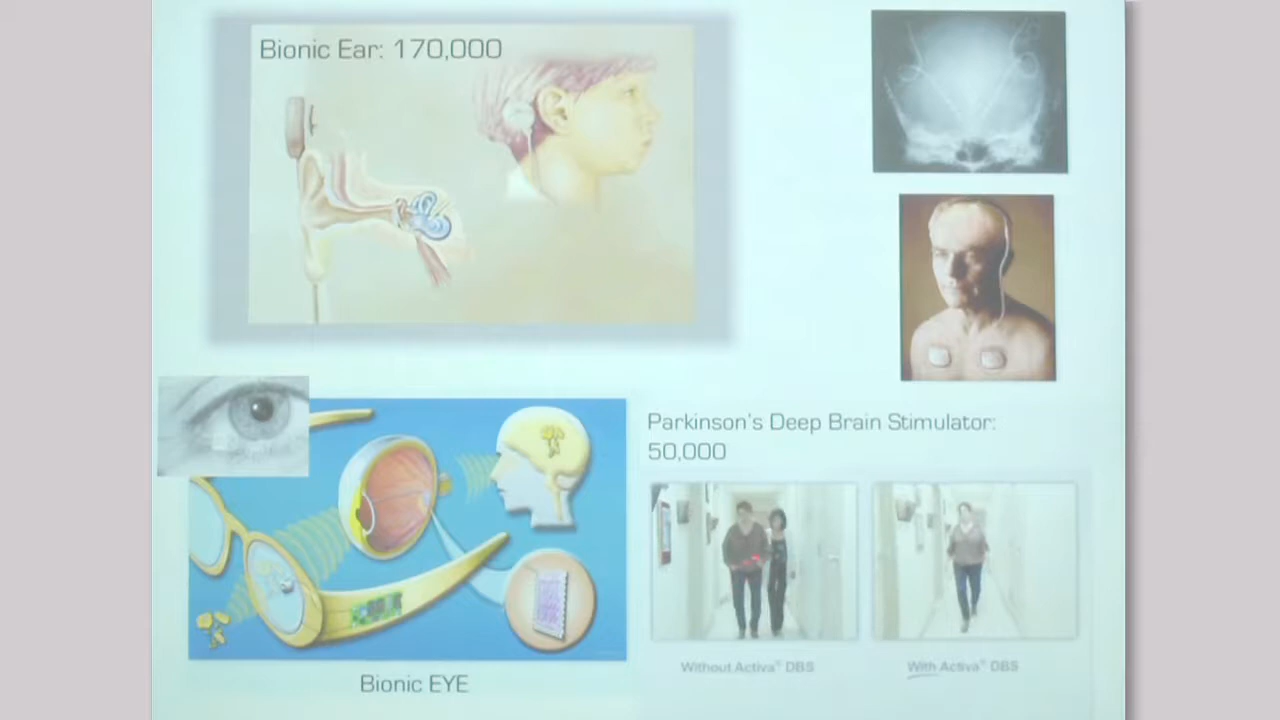 Bionic Ear: 170,000
Parkinson's Deep Brain Stimulator:
50,000
Without Activa® DBS
With Activa® DBS
Bionic EYE